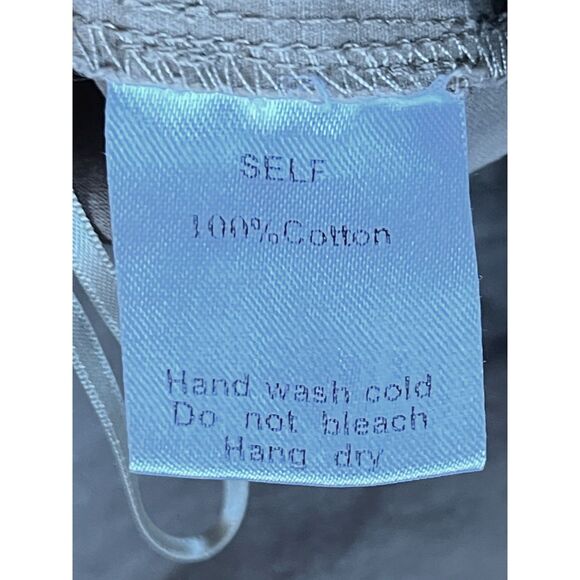 SELF
100%Cotton
Hand wash cold
Do not bleach
Hang dry